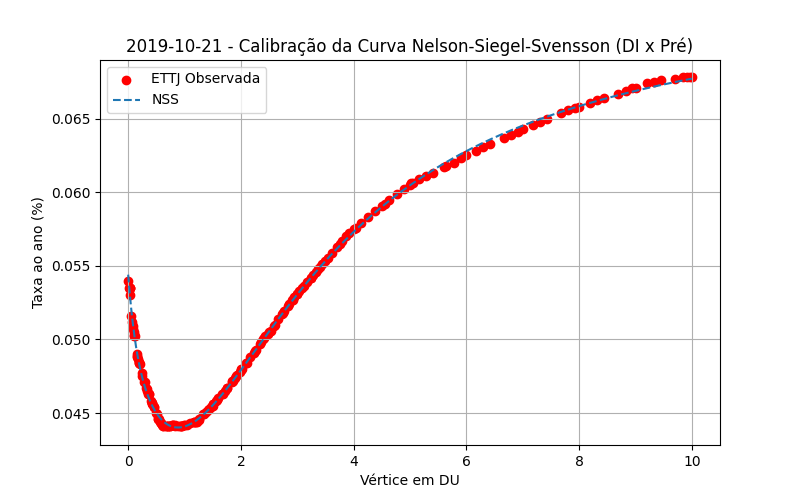 2019-10-21 - Calibração da Curva Nelson-Siegel-Svensson (DI x Pré)
ETTJ Observada
NSS
Taxa ao ano (%)
0.065
0.060
0.055
0.050
0.045
0 2 4 6 8 10
Vértice em DU